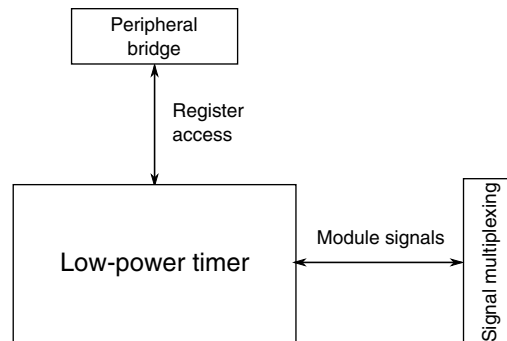 Peripheral
bridge
Register
access
Low-power timer
Module signals
Signal multiplexing